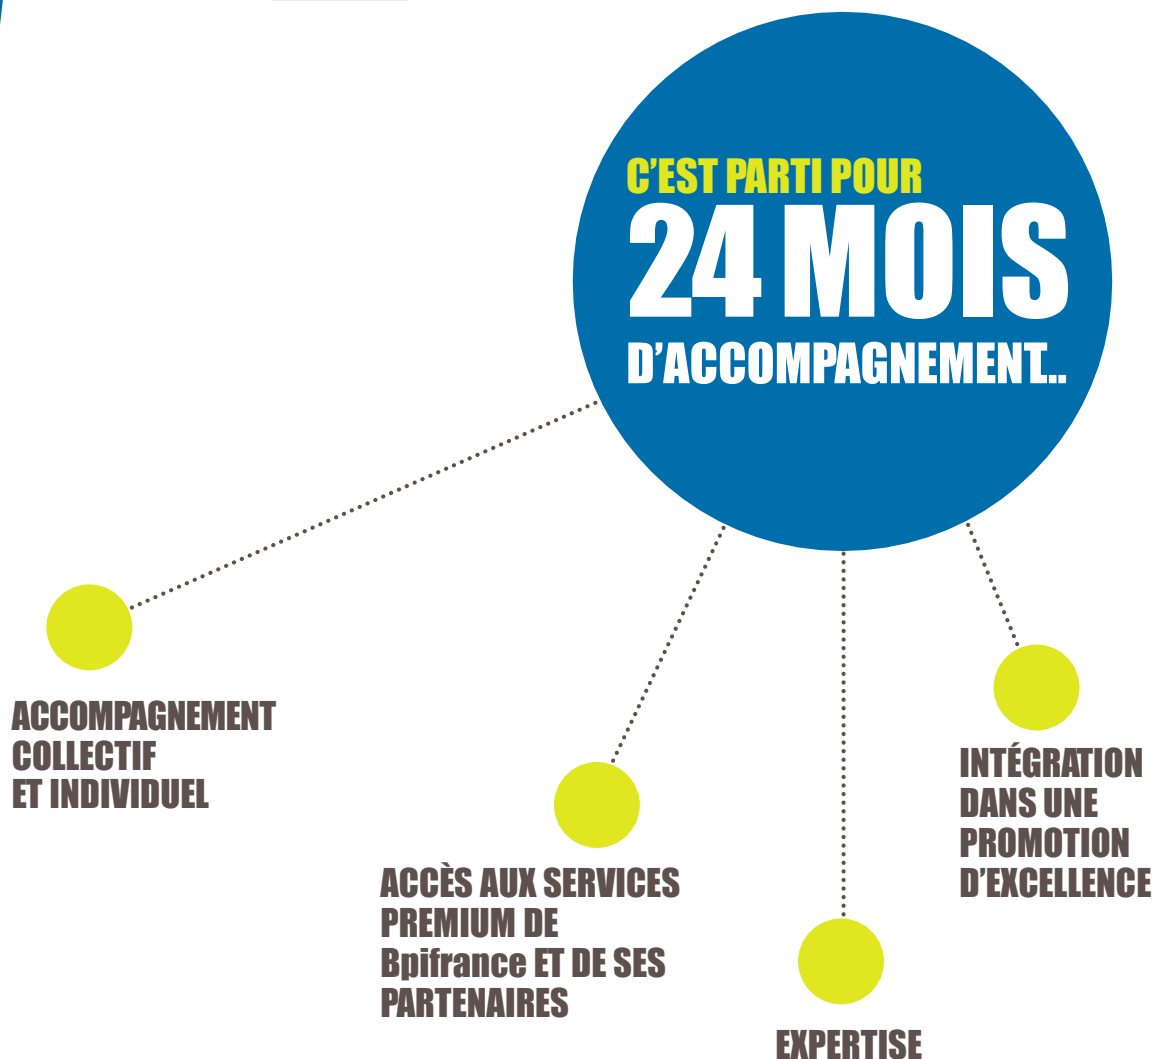 C'EST PARTI POUR
24 MOIS
D'ACCOMPAGNEMENT...
ACCOMPAGNEMENT
COLLECTIF
ET INDIVIDUEL
ACCÈS AUX SERVICES
PREMIUM DE
Bpifrance ET DE SES
PARTENAIRES
EXPERTISE
INTÉGRATION
DANS UNE
PROMOTION
D'EXCELLENCE